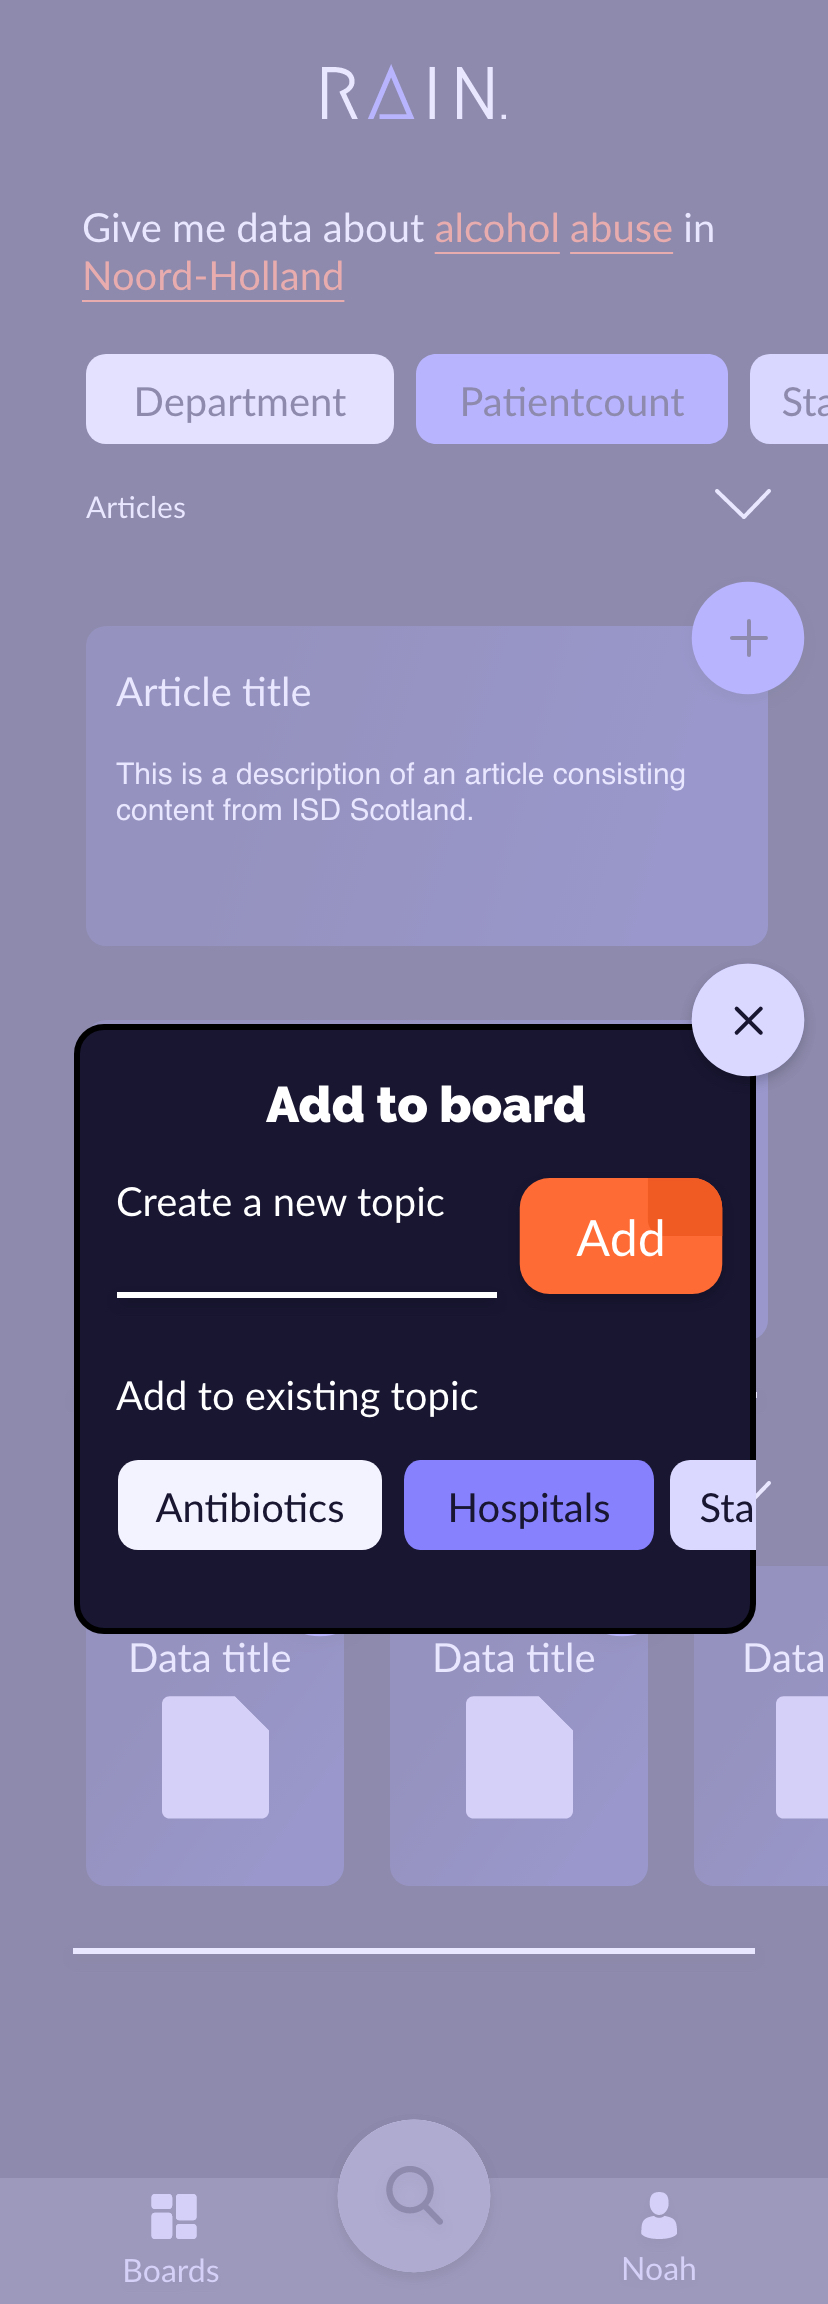 RAIN.
Give me data about alcohol abuse in
Noord-Holland
Department Patientcount Sta
Articles
Article title
This is a description of an article consisting
content from ISD Scotland.
Add to board
Create a new topic
Add
Add to existing topic
Antibiotics Hospitals Sta
Data title Data title Data
Boards Noah